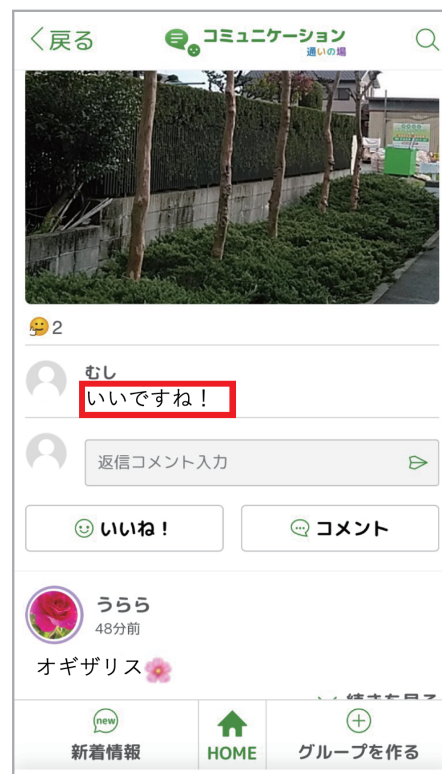 戻る
コミュニケーション
通いの場
2
むし
いいですね！
返信コメント入力
いいね！
コメント
うらら
48分前
オギザリス🌸
続きを見る
new
新着情報
HOME
グループを作る